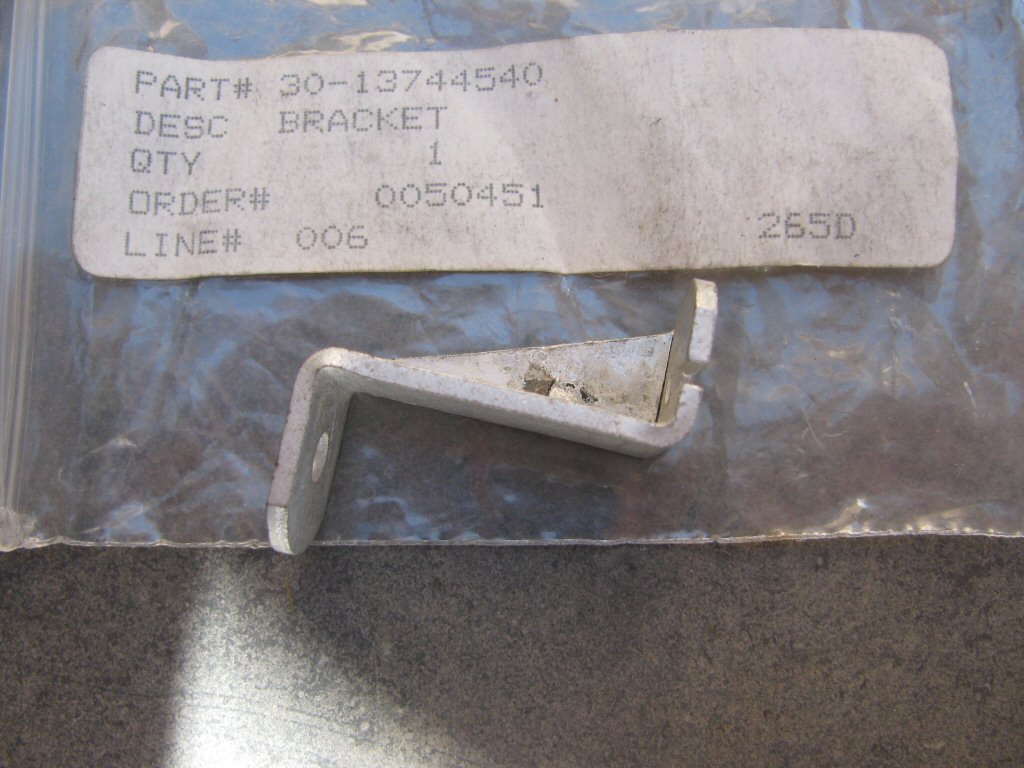 PART# 30-13744540
DESC BRACKET
QTY 1
ORDER# 0050451
LINE# 006 265D